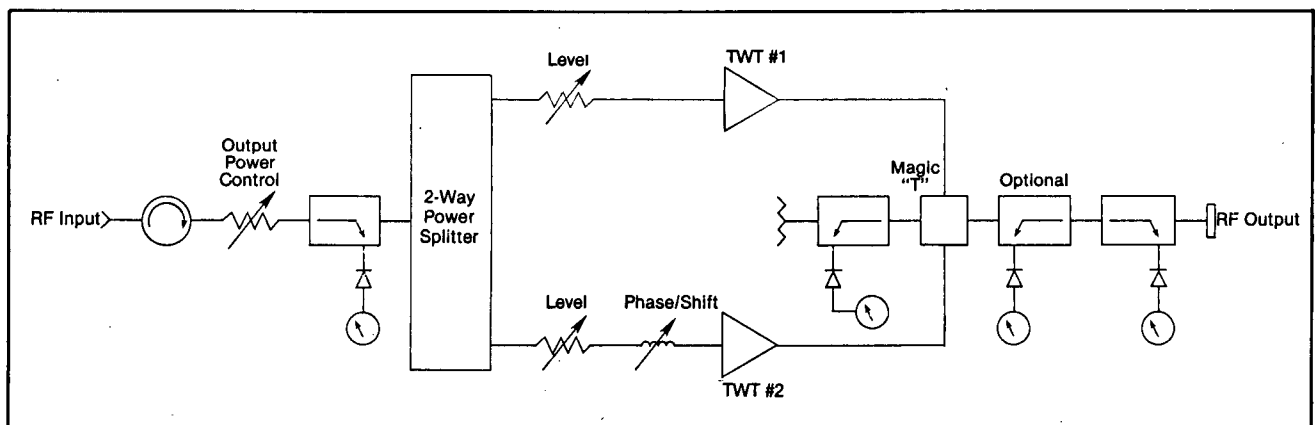 RF Input
Output
Power
Control
2-Way
Power
Splitter
Level
TWT #1
Level
Phase/Shift
TWT #2
Magic
"T"
Optional
RF Output